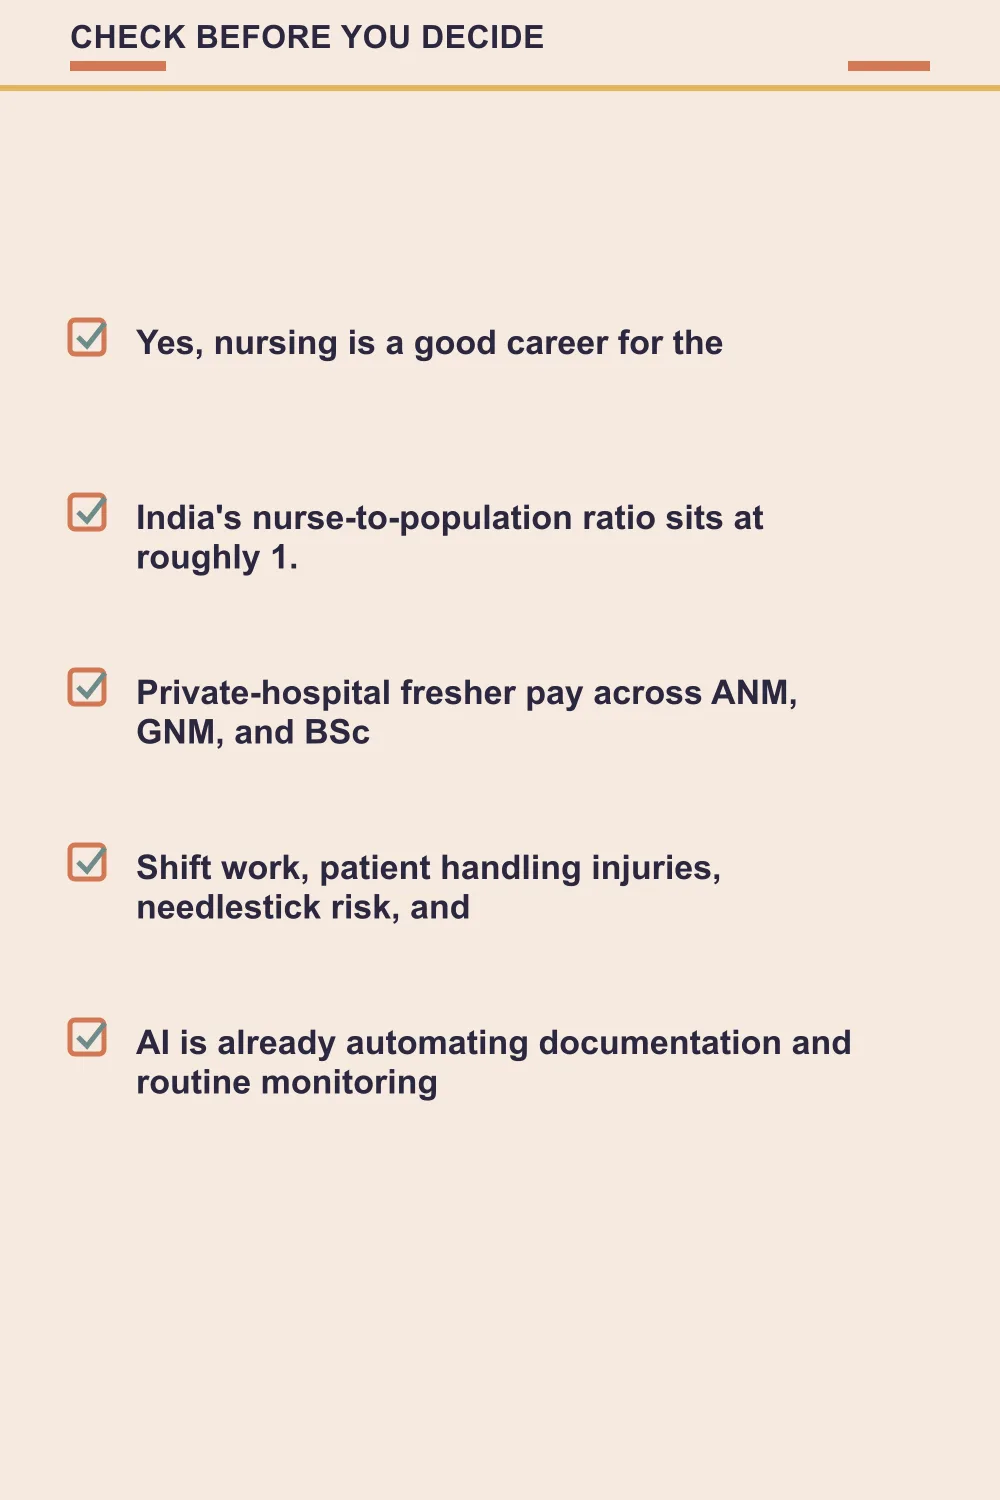 CHECK BEFORE YOU DECIDE
Yes, nursing is a good career for the
India's nurse-to-population ratio sits at
roughly 1.
Private-hospital fresher pay across ANM,
GNM, and BSc
Shift work, patient handling injuries,
needlestick risk, and
AI is already automating documentation and
routine monitoring